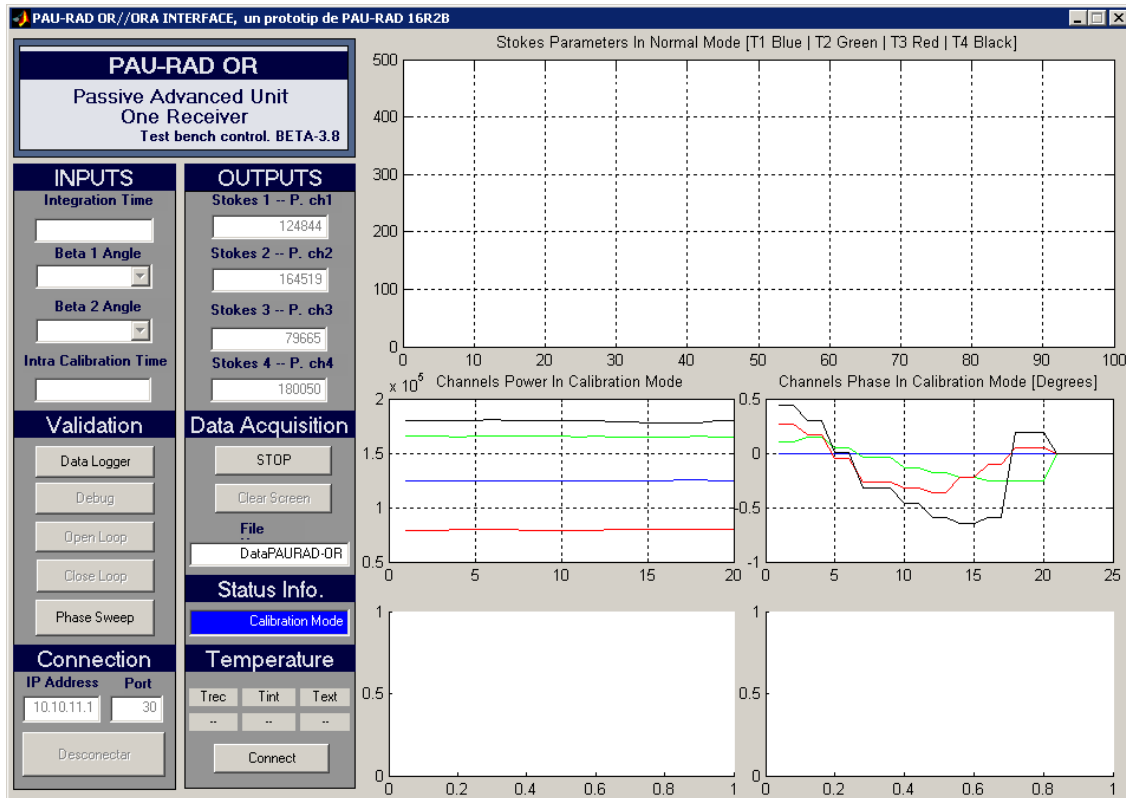 PAU-RAD OR//ORA INTERFACE, un prototip de PAU-RAD 16R2B
PAU-RAD OR
Passive Advanced Unit
One Receiver
Test bench control. BETA-3.8
INPUTS
Integration Time
Beta 1 Angle
Beta 2 Angle
Intra Calibration Time
OUTPUTS
Stokes 1 -- P. ch1
124844
Stokes 2 -- P. ch2
164519
Stokes 3 -- P. ch3
79665
Stokes 4 -- P. ch4
180050
Validation
Data Logger
Debug
Open Loop
Close Loop
Phase Sweep
Data Acquisition
STOP
Clear Screen
File
DataPAURAD-OR
Status Info.
Calibration Mode
Connection
IP Address Port
10.10.11.1 30
Desconectar
Temperature
Trec Tint Text
-- -- --
Connect
Stokes Parameters In Normal Mode [T1 Blue | T2 Green | T3 Red | T4 Black]
500
400
300
200
100
0
0 10 20 30 40 50 60 70 80 90 100
x 10^5
Channels Power In Calibration Mode
2
1.5
1
0.5
5 10 15 20
Channels Phase In Calibration Mode [Degrees]
0.5
0
-0.5
-1
0 5 10 15 20 25
1
0.5
0
0 0.2 0.4 0.6 0.8 1
1
0.5
0
0 0.2 0.4 0.6 0.8 1